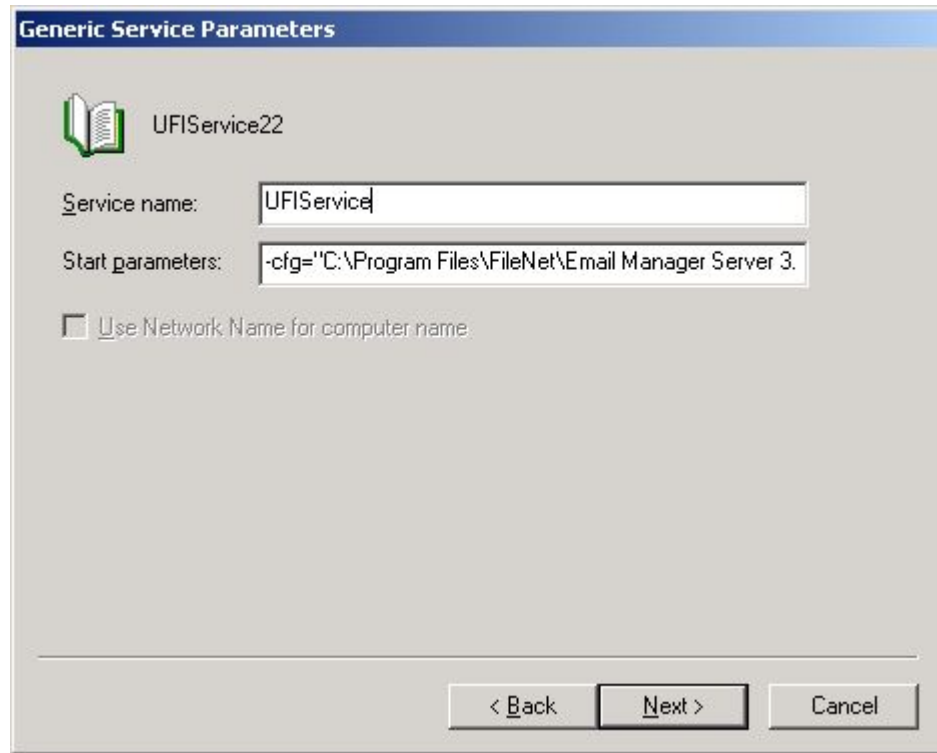 Generic Service Parameters
UFIService22
Service name: UFIService
Start parameters: -cfg="C:\Program Files\FileNet\Email Manager Server 3.
Use Network Name for computer name
< Back Next > Cancel